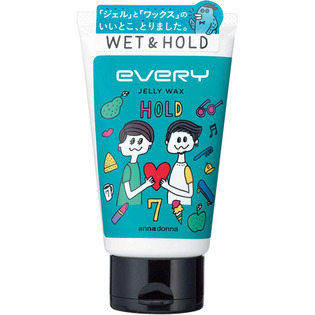 「ジェル」と「ワックス」の
いいとこ、とりました。
WET & HOLD
every
JELLY WAX
HOLD
7
annadonna